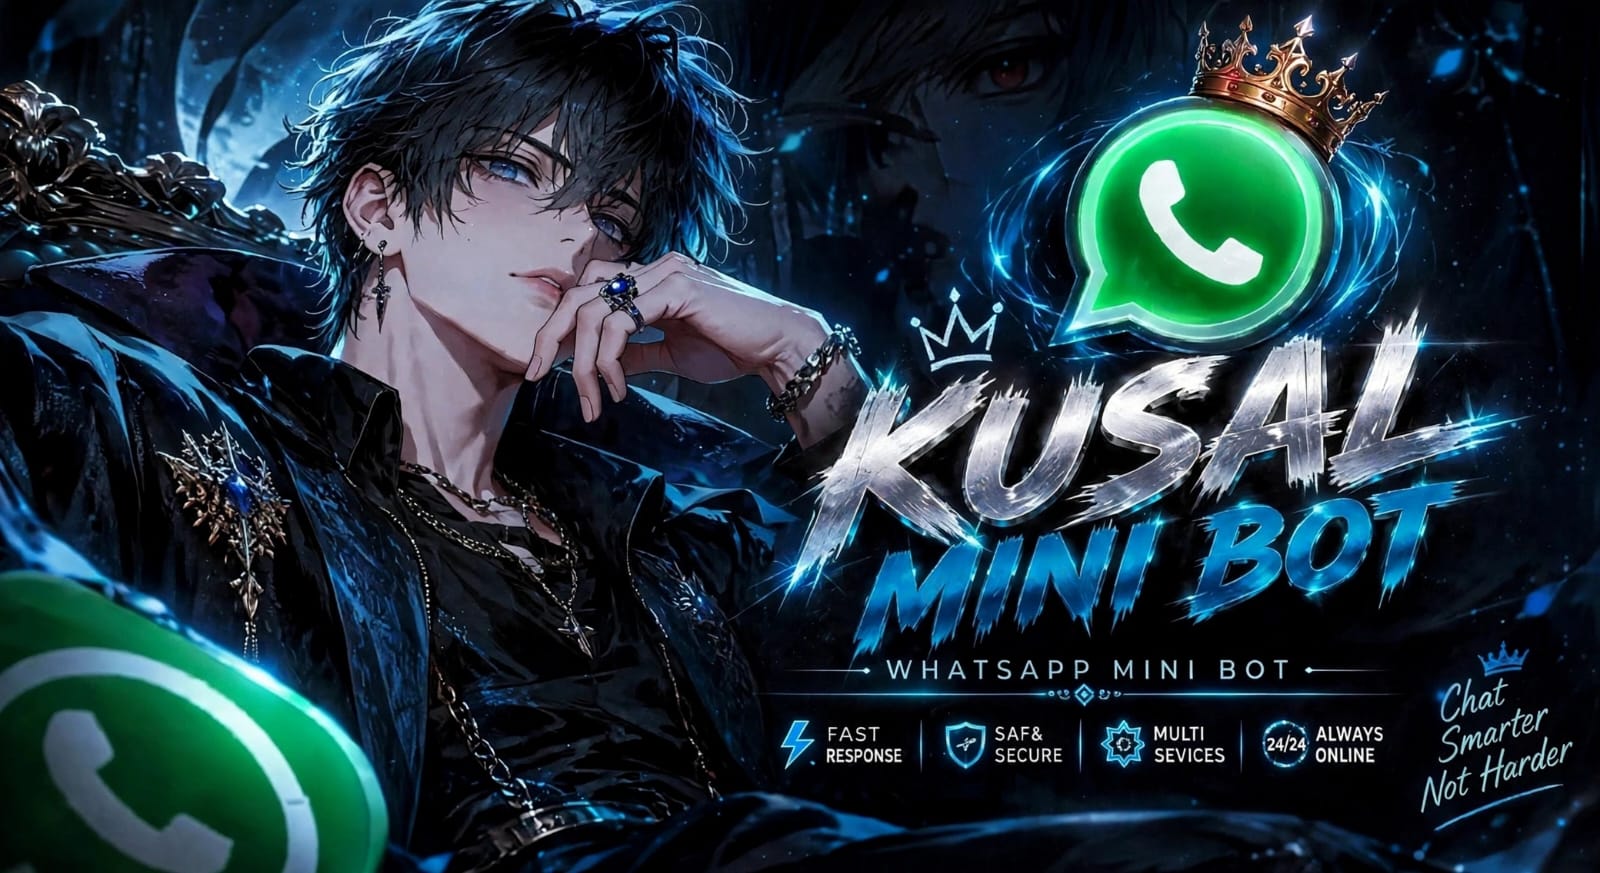 KUSAL
MINI BOT
WHATSAPP MINI BOT
FAST
RESPONSE
SAF&
SECURE
MULTI
SEVICES
24/24
ALWAYS
ONLINE
Chat
Smarter
Not Harder